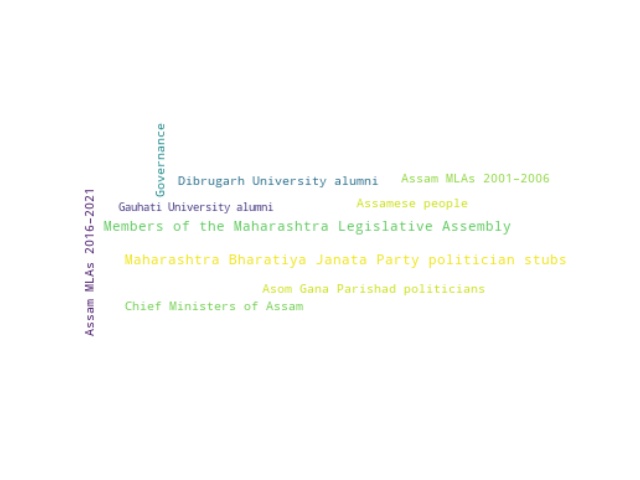 Governance
Dibrugarh University alumni
Assam MLAs 2001–2006
Assamese people
Gauhati University alumni
Members of the Maharashtra Legislative Assembly
Maharashtra Bharatiya Janata Party politician stubs
Asom Gana Parishad politicians
Chief Ministers of Assam
Assam MLAs 2016–2021